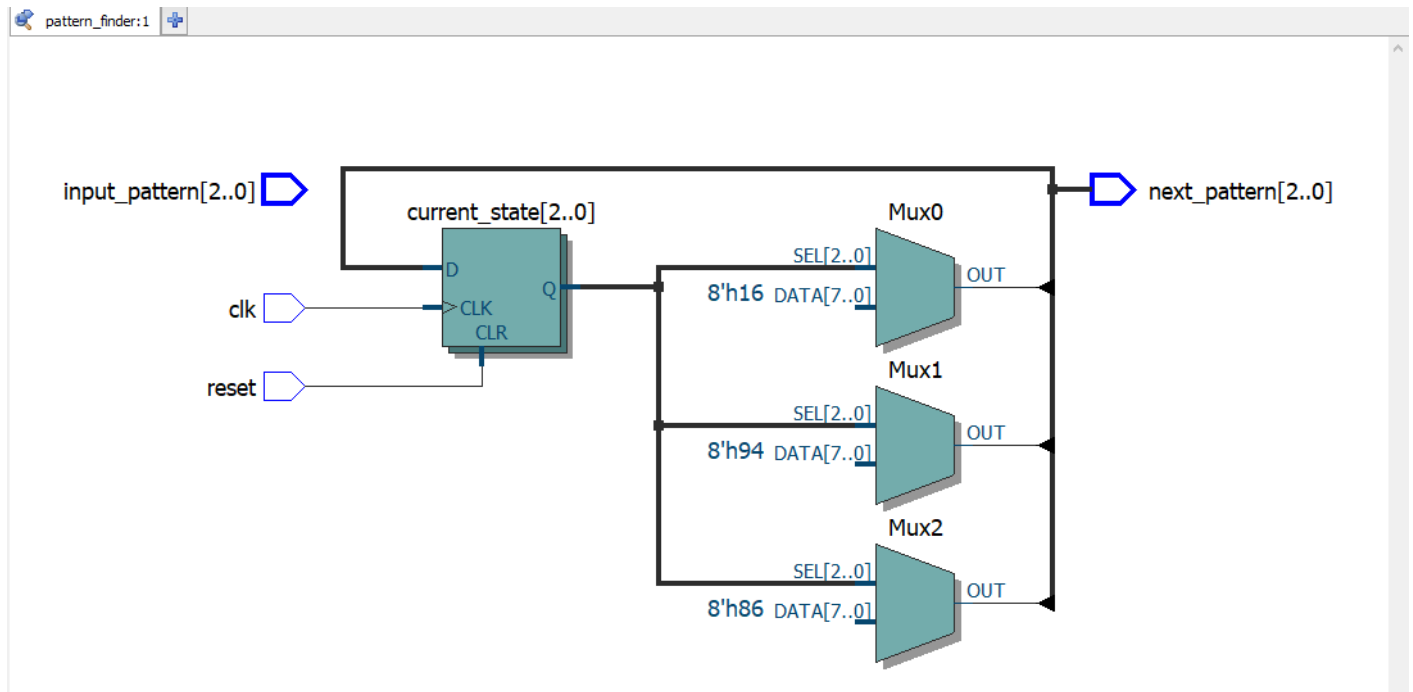 pattern_finder:1
input_pattern[2..0]
next_pattern[2..0]
current_state[2..0]
D
Q
CLK
CLR
clk
reset
Mux0
SEL[2..0]
8'h16 DATA[7..0]
OUT
Mux1
SEL[2..0]
8'h94 DATA[7..0]
OUT
Mux2
SEL[2..0]
8'h86 DATA[7..0]
OUT